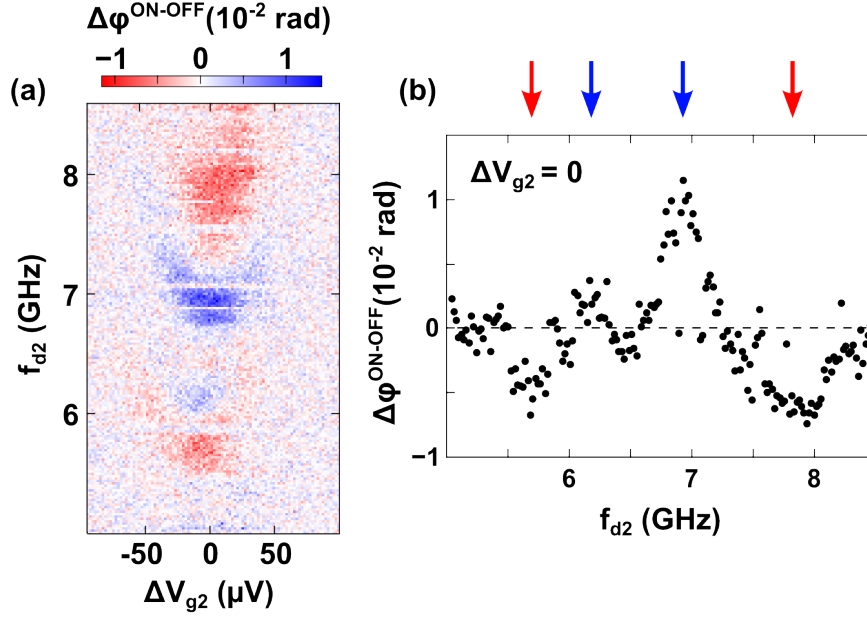 Δφ^ON-OFF (10^-2 rad)
−1 0 1
(a)
8
7
6
f_d2 (GHz)
-50 0 50
ΔV_g2 (µV)
(b)
ΔV_g2 = 0
1
0
−1
Δφ^ON-OFF (10^-2 rad)
6 7 8
f_d2 (GHz)